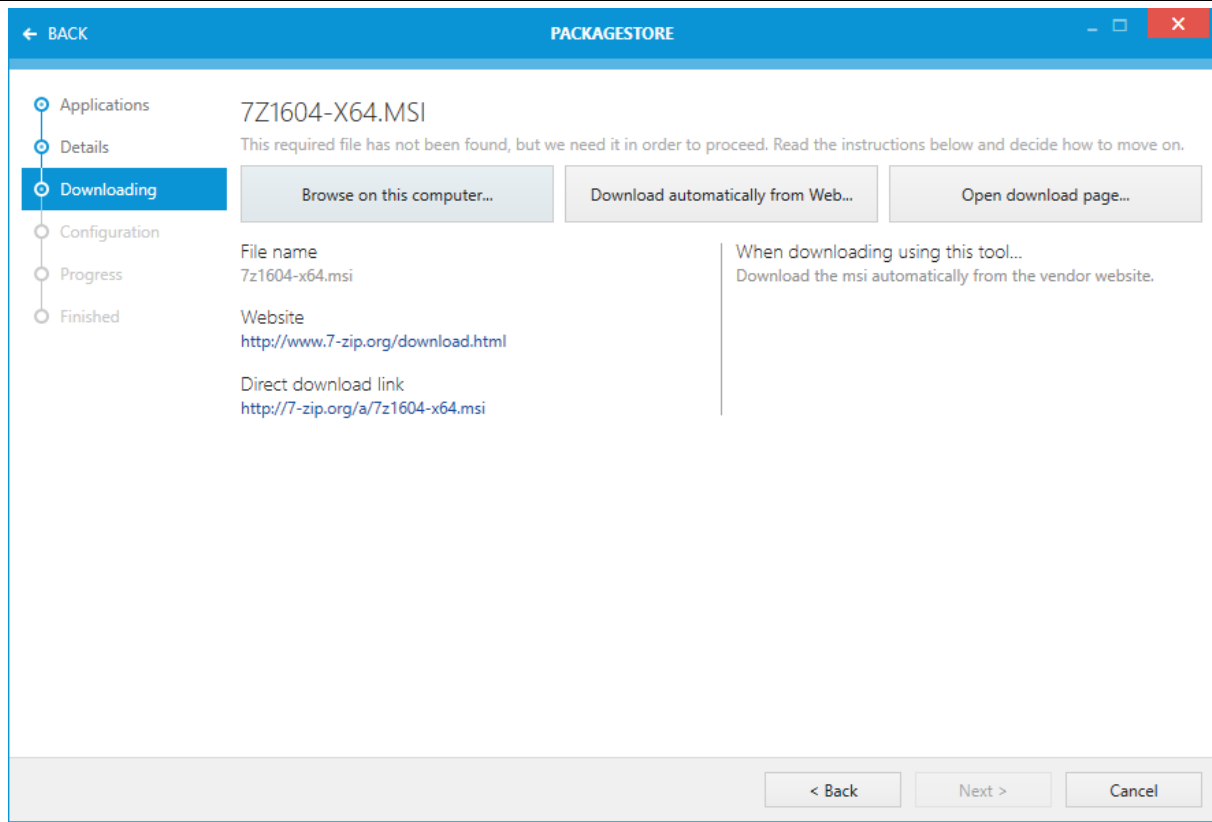 BACK
PACKAGESTORE
Applications
Details
Downloading
Configuration
Progress
Finished
7Z1604-X64.MSI
This required file has not been found, but we need it in order to proceed. Read the instructions below and decide how to move on.
Browse on this computer...
Download automatically from Web...
Open download page...
File name
7z1604-x64.msi
Website
http://www.7-zip.org/download.html
Direct download link
http://7-zip.org/a/7z1604-x64.msi
When downloading using this tool...
Download the msi automatically from the vendor website.
< Back
Next >
Cancel